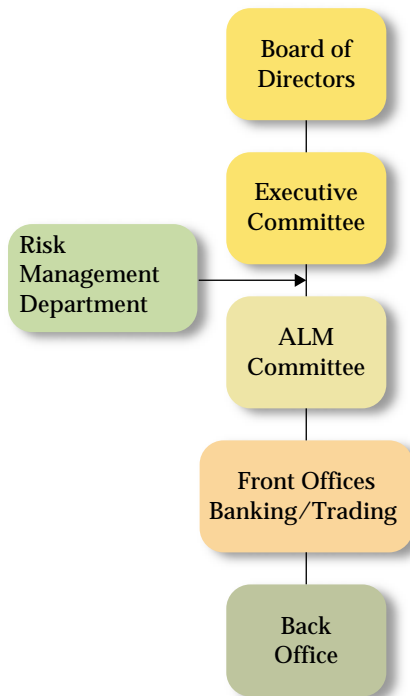 Board of
Directors
Executive
Committee
Risk
Management
Department
ALM
Committee
Front Offices
Banking/Trading
Back
Office